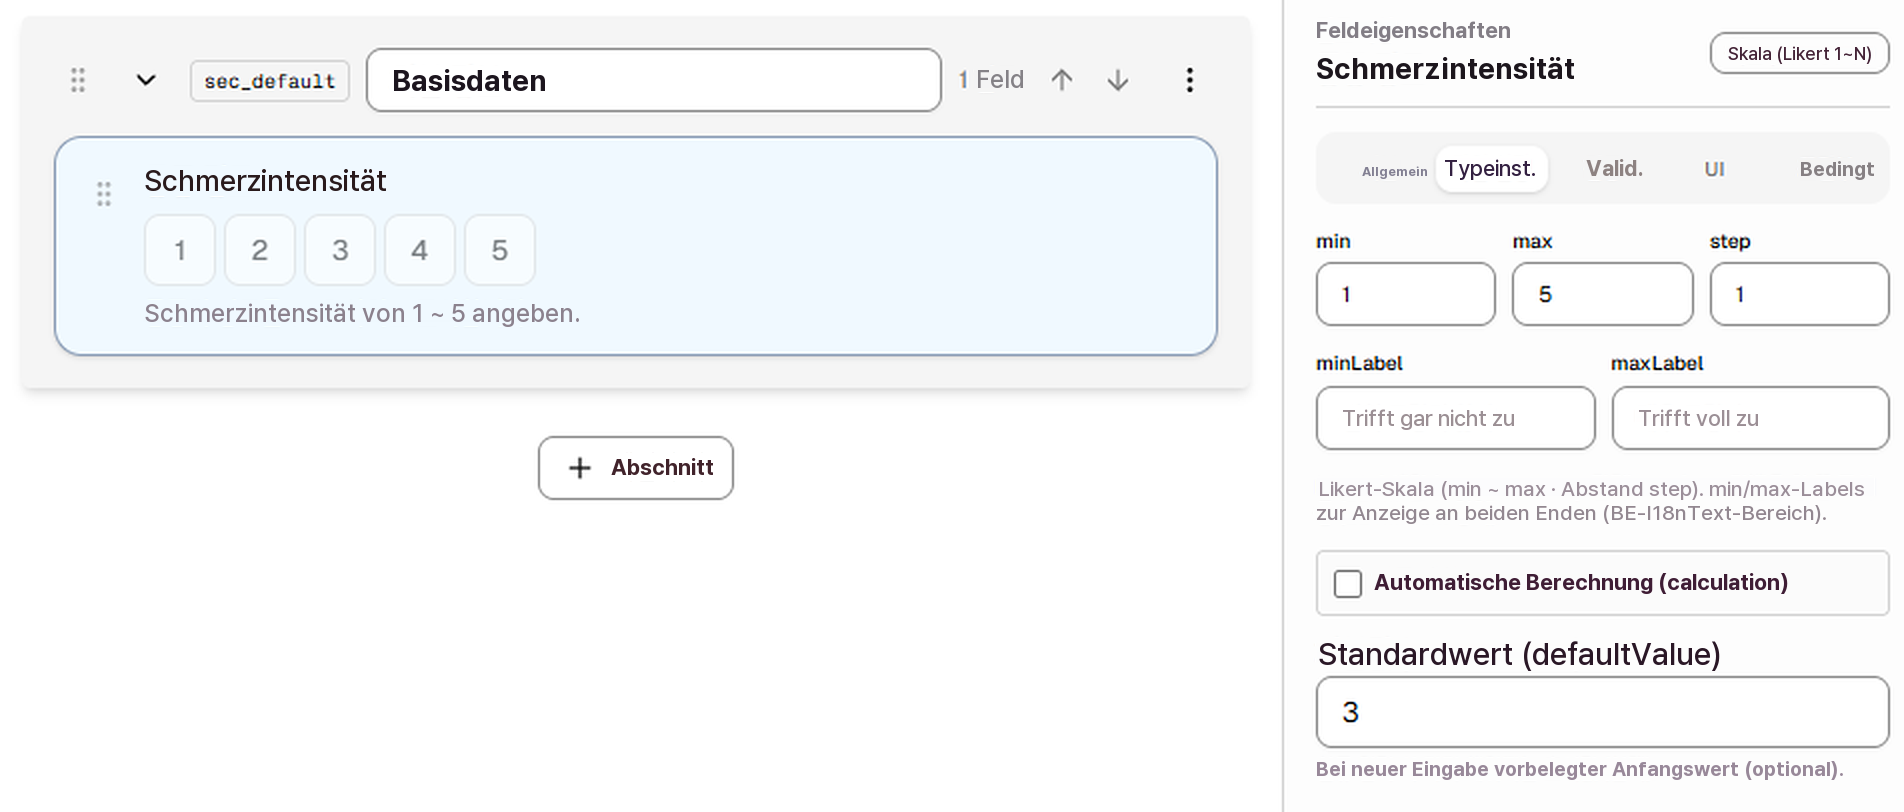 sec_default
Basisdaten
1 Feld
Schmerzintensität
1 2 3 4 5
Schmerzintensität von 1 ~ 5 angeben.
Abschnitt
Feldeigenschaften
Schmerzintensität
Skala (Likert 1~N)
Allgemein Typeinst. Valid. UI Bedingt
min max step
1 5 1
minLabel maxLabel
Trifft gar nicht zu Trifft voll zu
Likert-Skala (min ~ max · Abstand step). min/max-Labels
zur Anzeige an beiden Enden (BE-I18nText-Bereich).
Automatische Berechnung (calculation)
Standardwert (defaultValue)
3
Bei neuer Eingabe vorbelegter Anfangswert (optional).